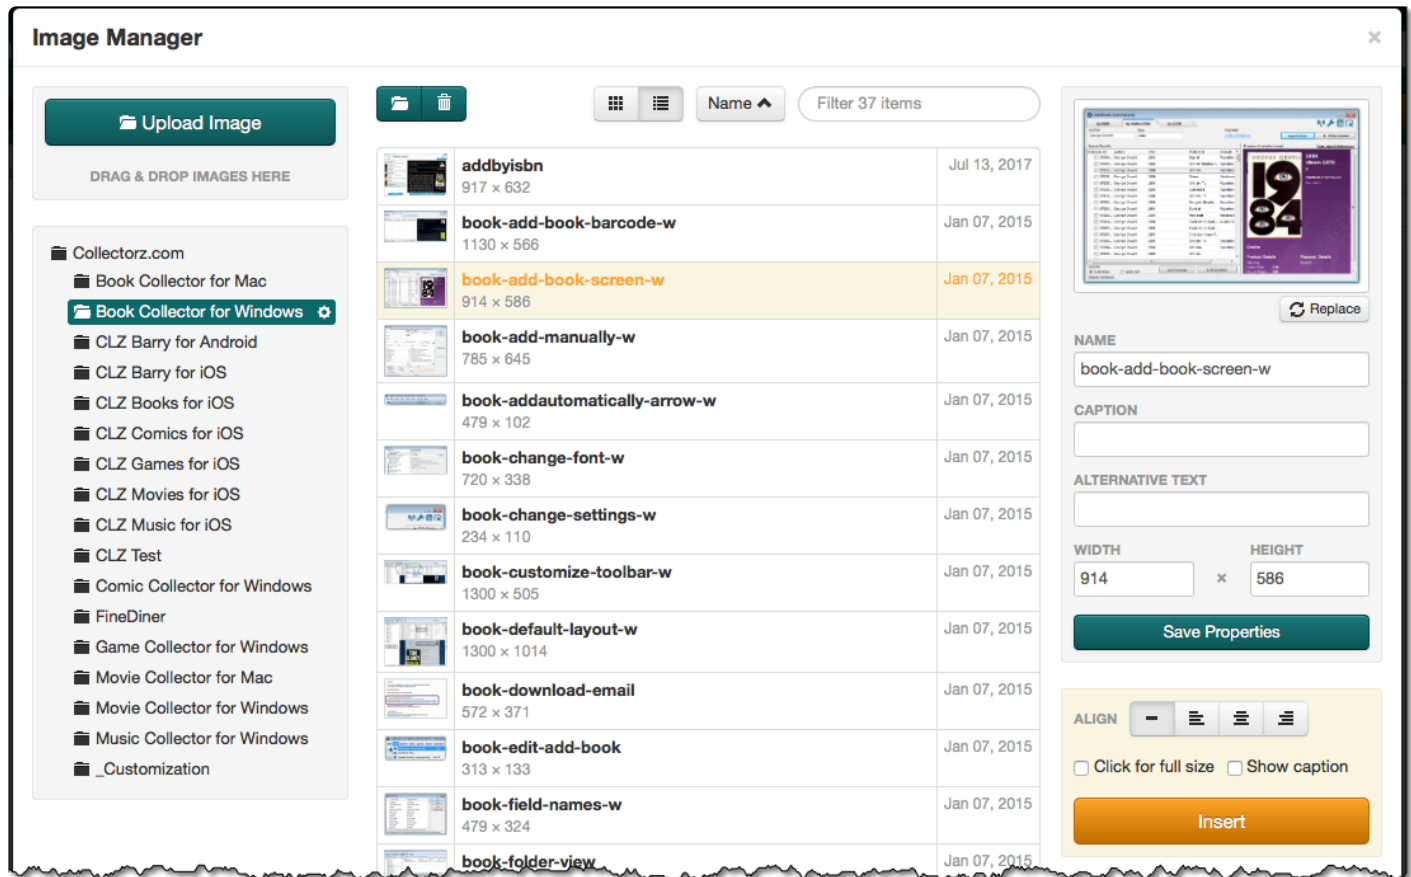 Image Manager
×
Upload Image
DRAG & DROP IMAGES HERE
Collectorz.com
Book Collector for Mac
Book Collector for Windows
CLZ Barry for Android
CLZ Barry for iOS
CLZ Books for iOS
CLZ Comics for iOS
CLZ Games for iOS
CLZ Movies for iOS
CLZ Music for iOS
CLZ Test
Comic Collector for Windows
FineDiner
Game Collector for Windows
Movie Collector for Mac
Movie Collector for Windows
Music Collector for Windows
_Customization
Name
Filter 37 items
addbyisbn Jul 13, 2017
917 × 632
book-add-book-barcode-w Jan 07, 2015
1130 × 566
book-add-book-screen-w Jan 07, 2015
914 × 586
book-add-manually-w Jan 07, 2015
785 × 645
book-addautomatically-arrow-w Jan 07, 2015
479 × 102
book-change-font-w Jan 07, 2015
720 × 338
book-change-settings-w Jan 07, 2015
234 × 110
book-customize-toolbar-w Jan 07, 2015
1300 × 505
book-default-layout-w Jan 07, 2015
1300 × 1014
book-download-email Jan 07, 2015
572 × 371
book-edit-add-book Jan 07, 2015
313 × 133
book-field-names-w Jan 07, 2015
479 × 324
book-folder-view Jan 07, 2015
1984
Replace
NAME
book-add-book-screen-w
CAPTION
ALTERNATIVE TEXT
WIDTH HEIGHT
914 × 586
Save Properties
ALIGN
Click for full size Show caption
Insert